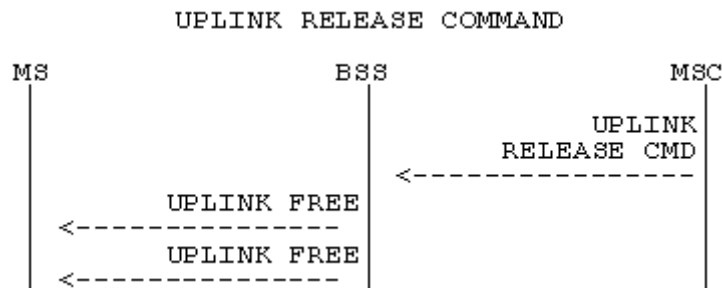 UPLINK RELEASE COMMAND
MS BSS MSC
UPLINK
RELEASE CMD
<----------------
UPLINK FREE
<--------------
UPLINK FREE
<--------------